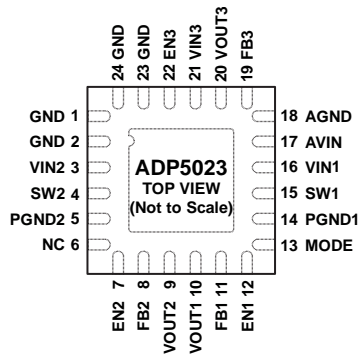 24 GND
23 GND
22 EN3
21 VIN3
20 VOUT3
19 FB3
GND 1
GND 2
VIN2 3
SW2 4
PGND2 5
NC 6
ADP5023
TOP VIEW
(Not to Scale)
18 AGND
17 AVIN
16 VIN1
15 SW1
14 PGND1
13 MODE
EN2 7
FB2 8
VOUT2 9
VOUT1 10
FB1 11
EN1 12